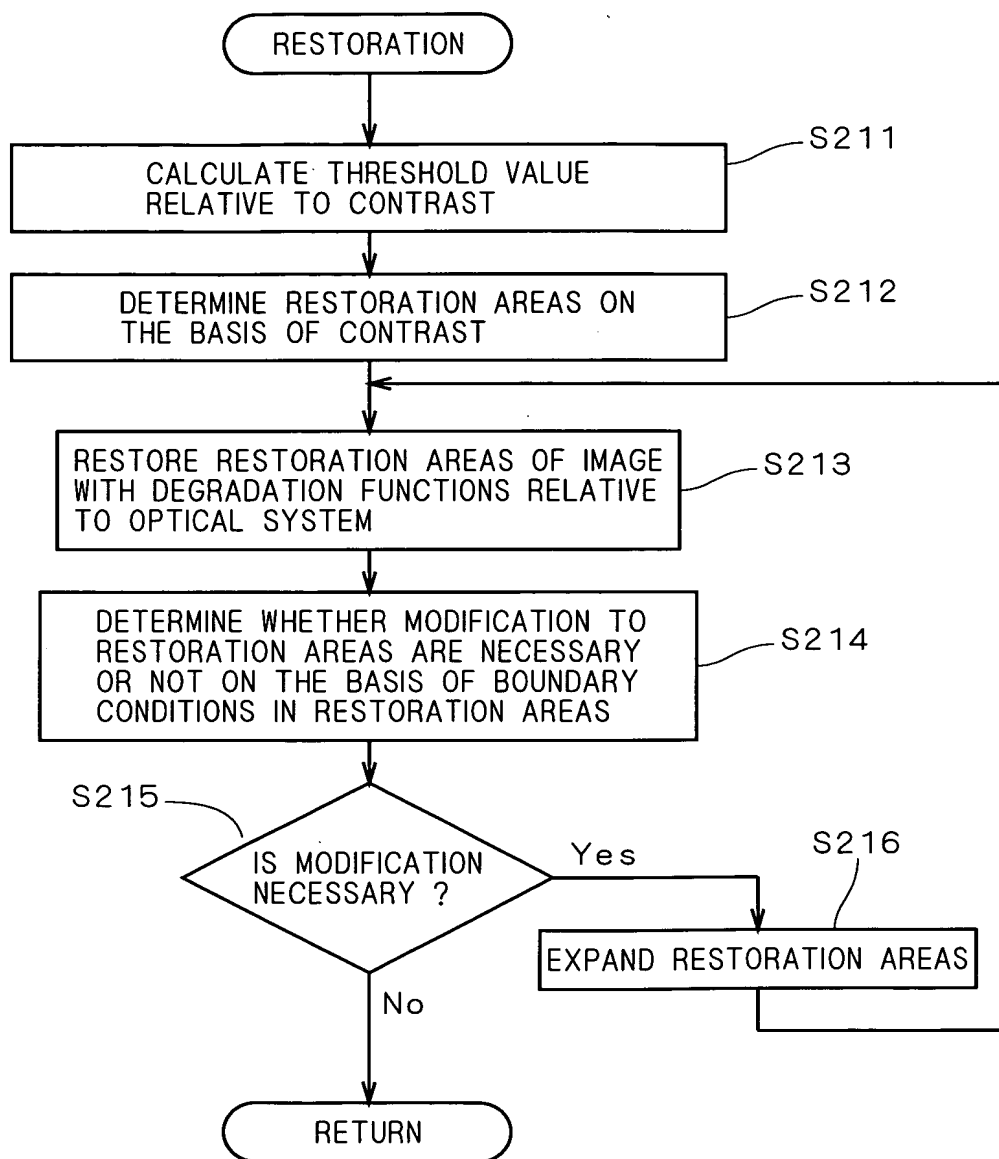 RESTORATION
S211
CALCULATE THRESHOLD VALUE
RELATIVE TO CONTRAST
S212
DETERMINE RESTORATION AREAS ON
THE BASIS OF CONTRAST
S213
RESTORE RESTORATION AREAS OF IMAGE
WITH DEGRADATION FUNCTIONS RELATIVE
TO OPTICAL SYSTEM
S214
DETERMINE WHETHER MODIFICATION TO
RESTORATION AREAS ARE NECESSARY
OR NOT ON THE BASIS OF BOUNDARY
CONDITIONS IN RESTORATION AREAS
S215
IS MODIFICATION
NECESSARY ?
Yes
S216
EXPAND RESTORATION AREAS
No
RETURN